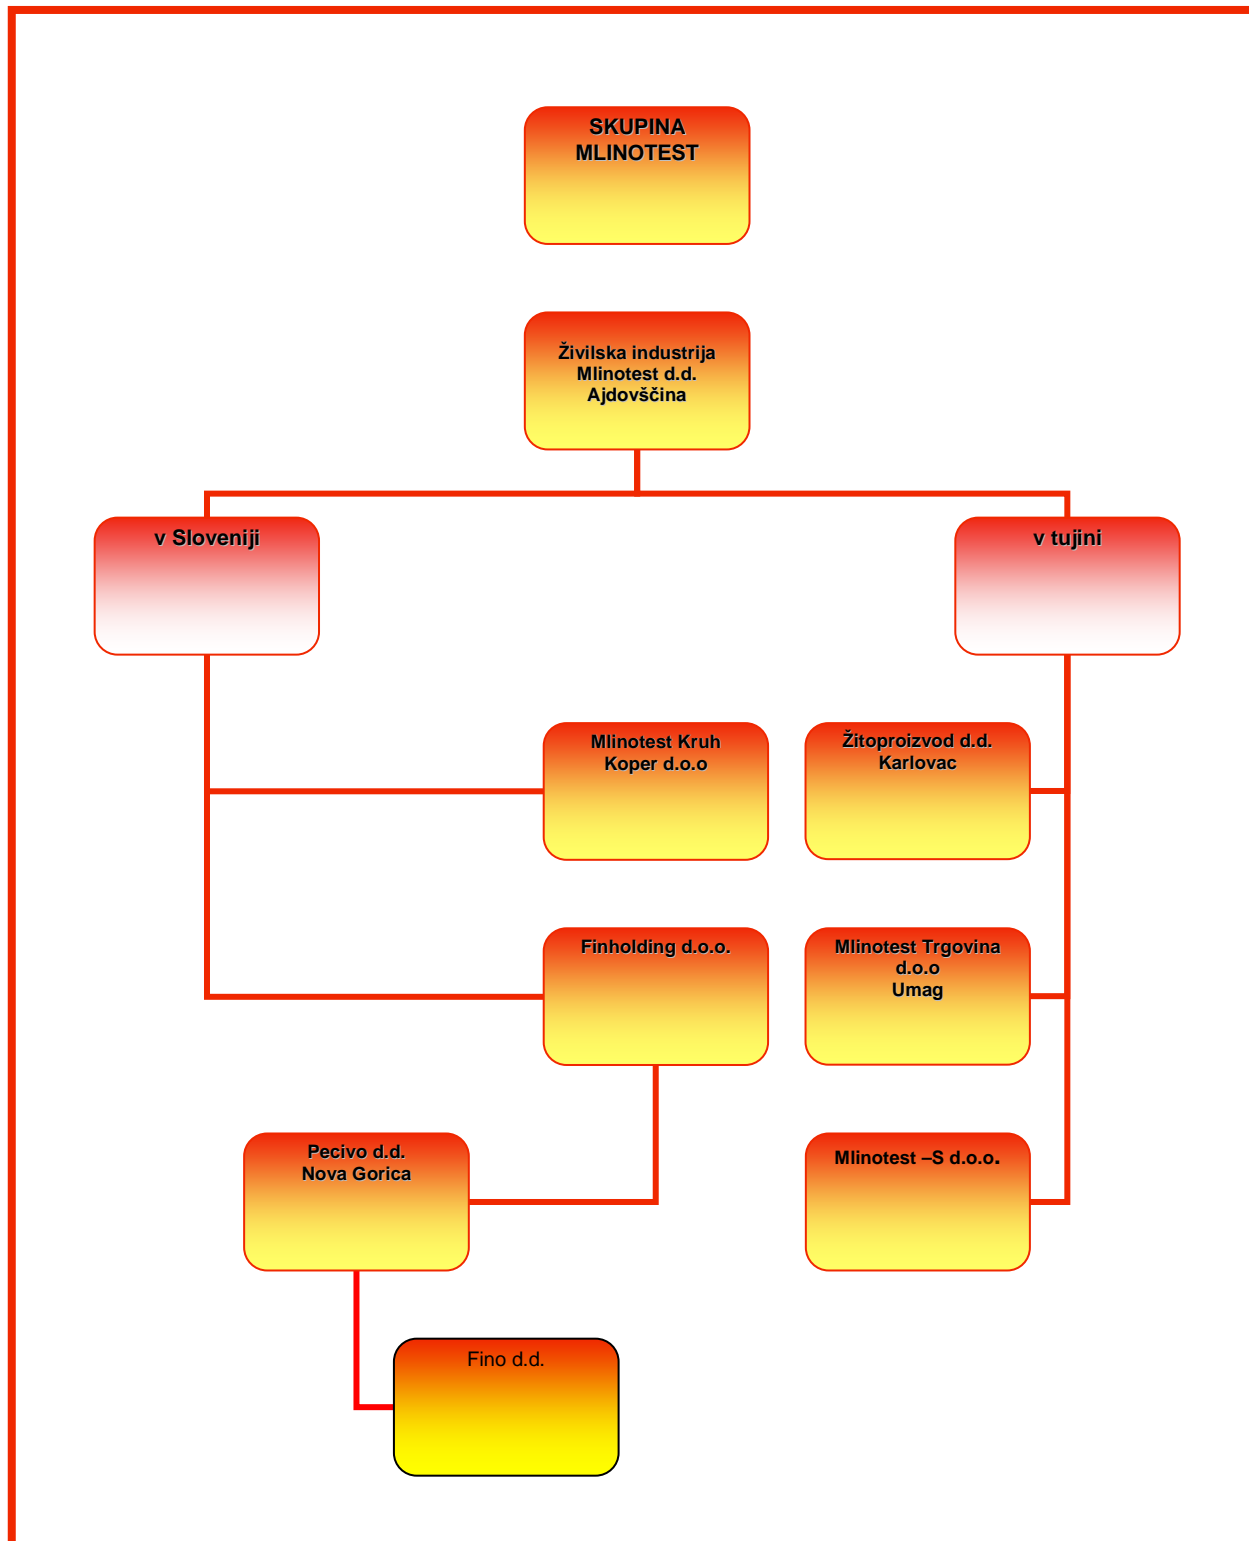 SKUPINA
MLINOTEST
Živilska industrija
Mlinotest d.d.
Ajdovščina
v Sloveniji
v tujini
Mlinotest Kruh
Koper d.o.o
Žitoproizvod d.d.
Karlovac
Finholding d.o.o.
Mlinotest Trgovina
d.o.o
Umag
Pecivo d.d.
Nova Gorica
Mlinotest –S d.o.o.
Fino d.d.